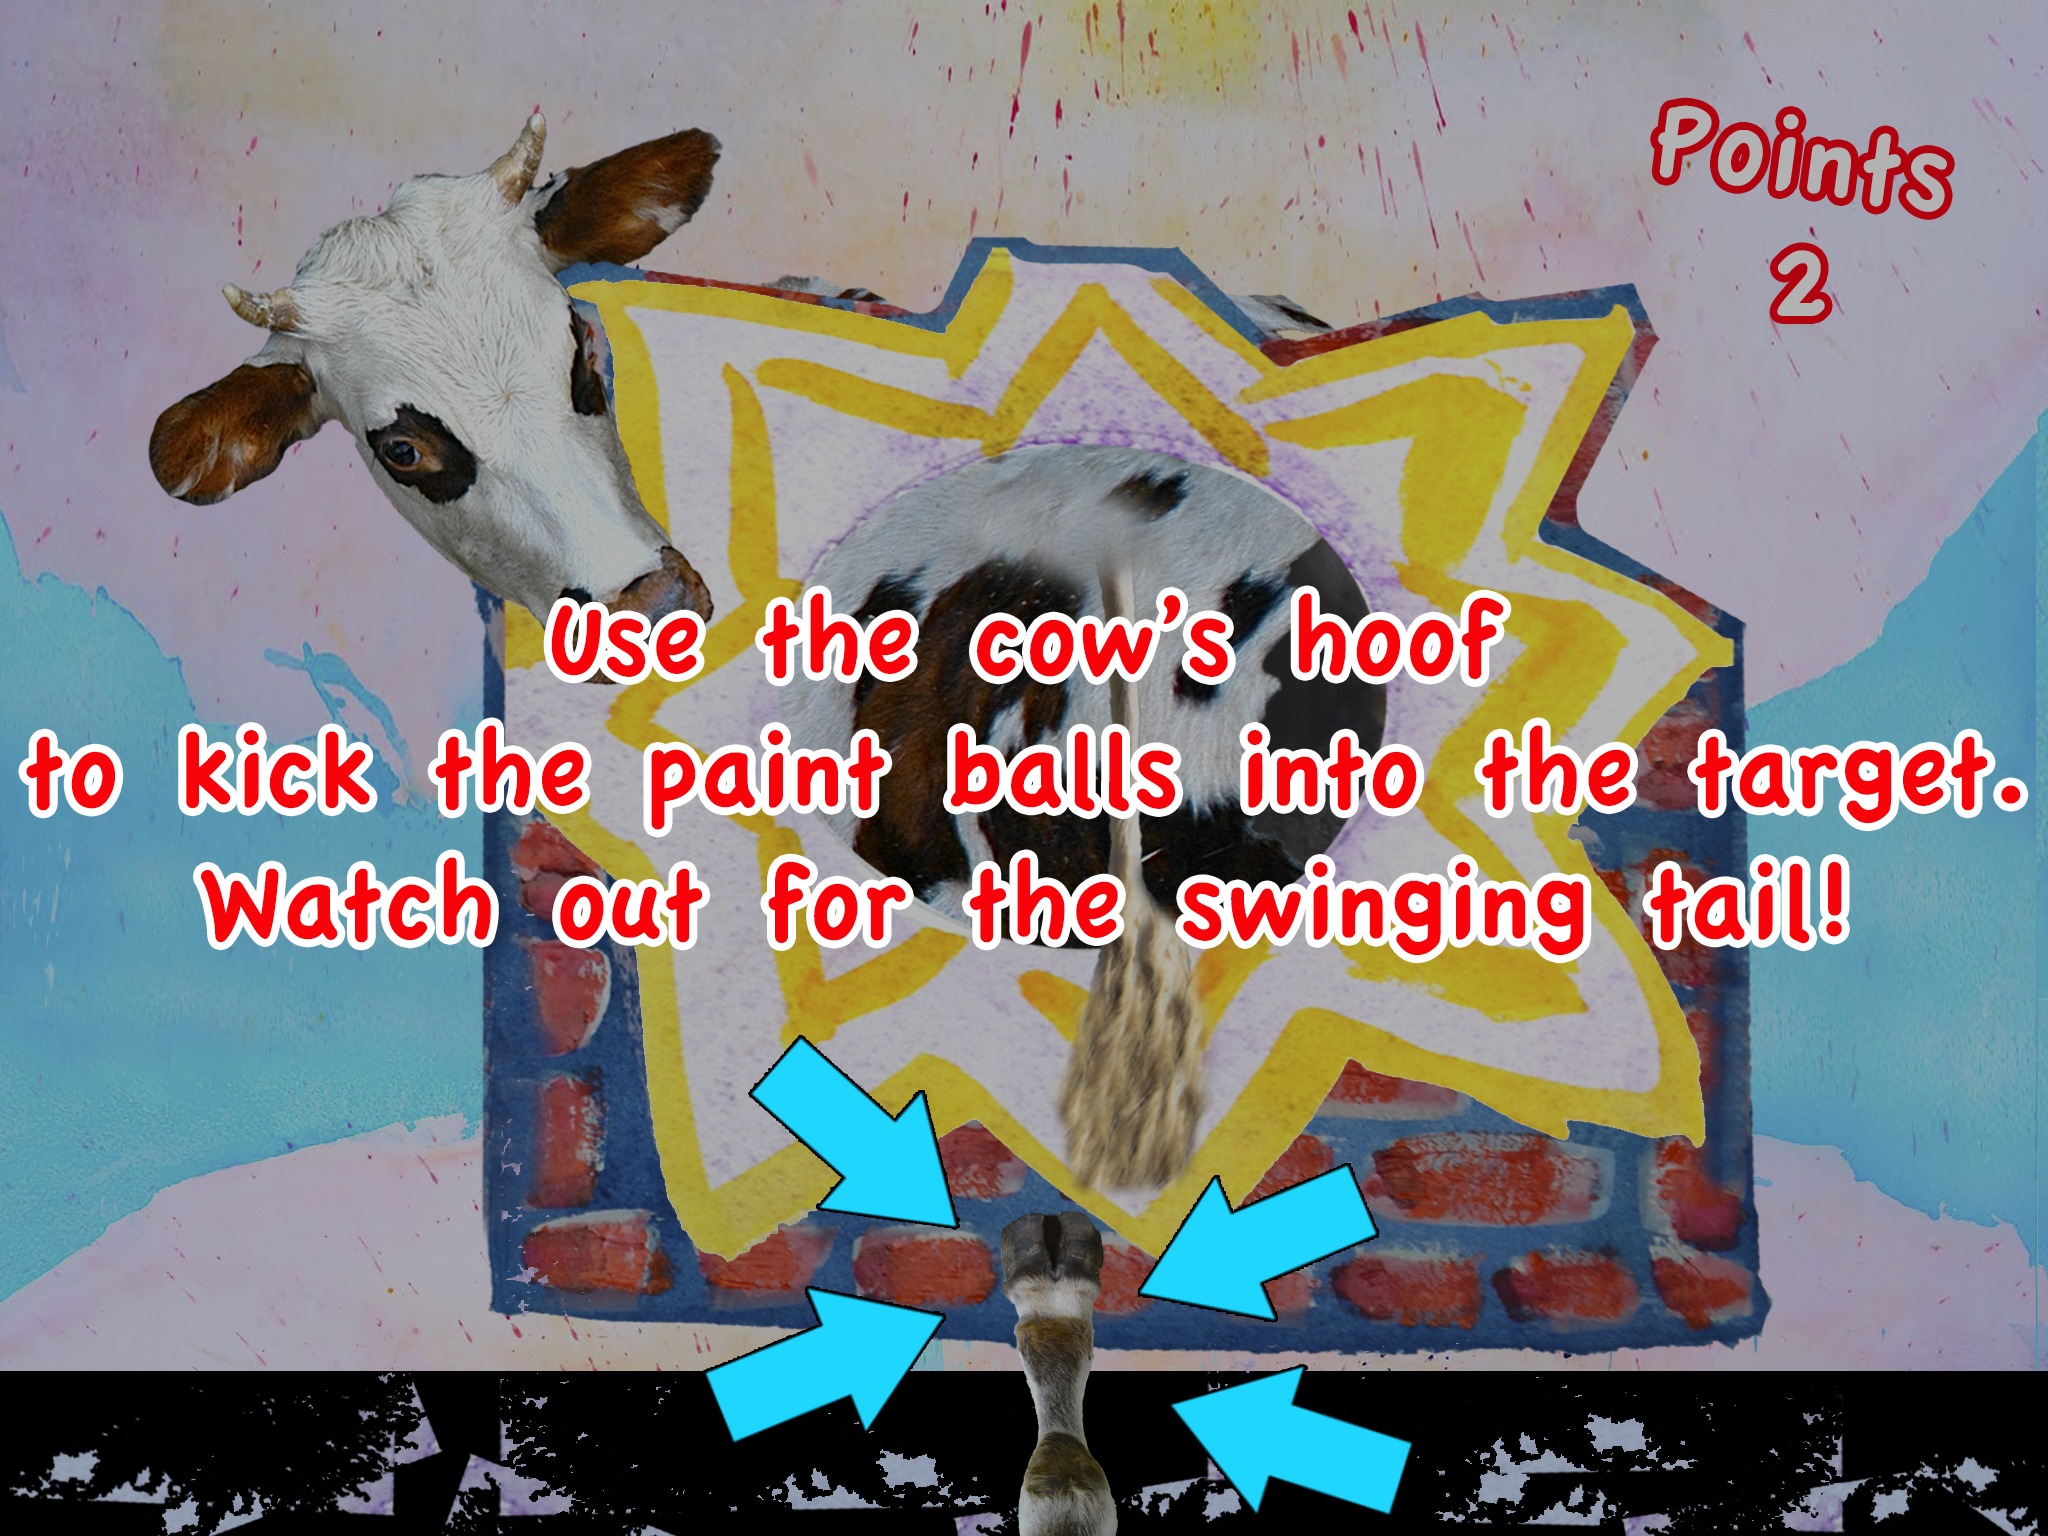 Points
2
Use the cow's hoof
to kick the paint balls into the target.
Watch out for the swinging tail!